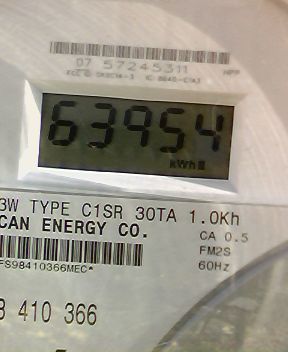 07 57245311
63954
kWh
3W TYPE C1SR 30TA 1.0Kh
CAN ENERGY CO.
CA 0.5
FM2S
60Hz
FS98410366MEC*
410 366